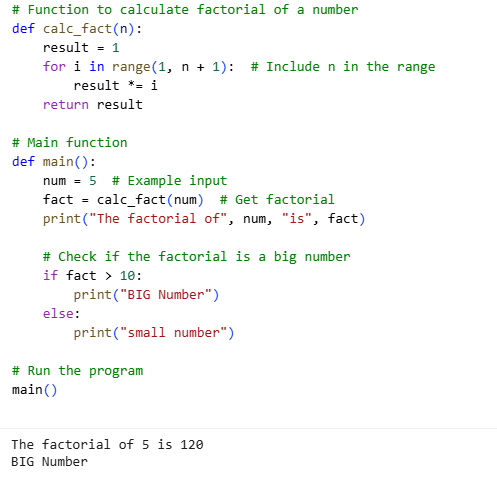 # Function to calculate factorial of a number
def calc_fact(n):
    result = 1
    for i in range(1, n + 1):  # Include n in the range
        result *= i
    return result

# Main function
def main():
    num = 5  # Example input
    fact = calc_fact(num)  # Get factorial
    print("The factorial of", num, "is", fact)

    # Check if the factorial is a big number
    if fact > 10:
        print("BIG Number")
    else:
        print("small number")

# Run the program
main()

The factorial of 5 is 120
BIG Number